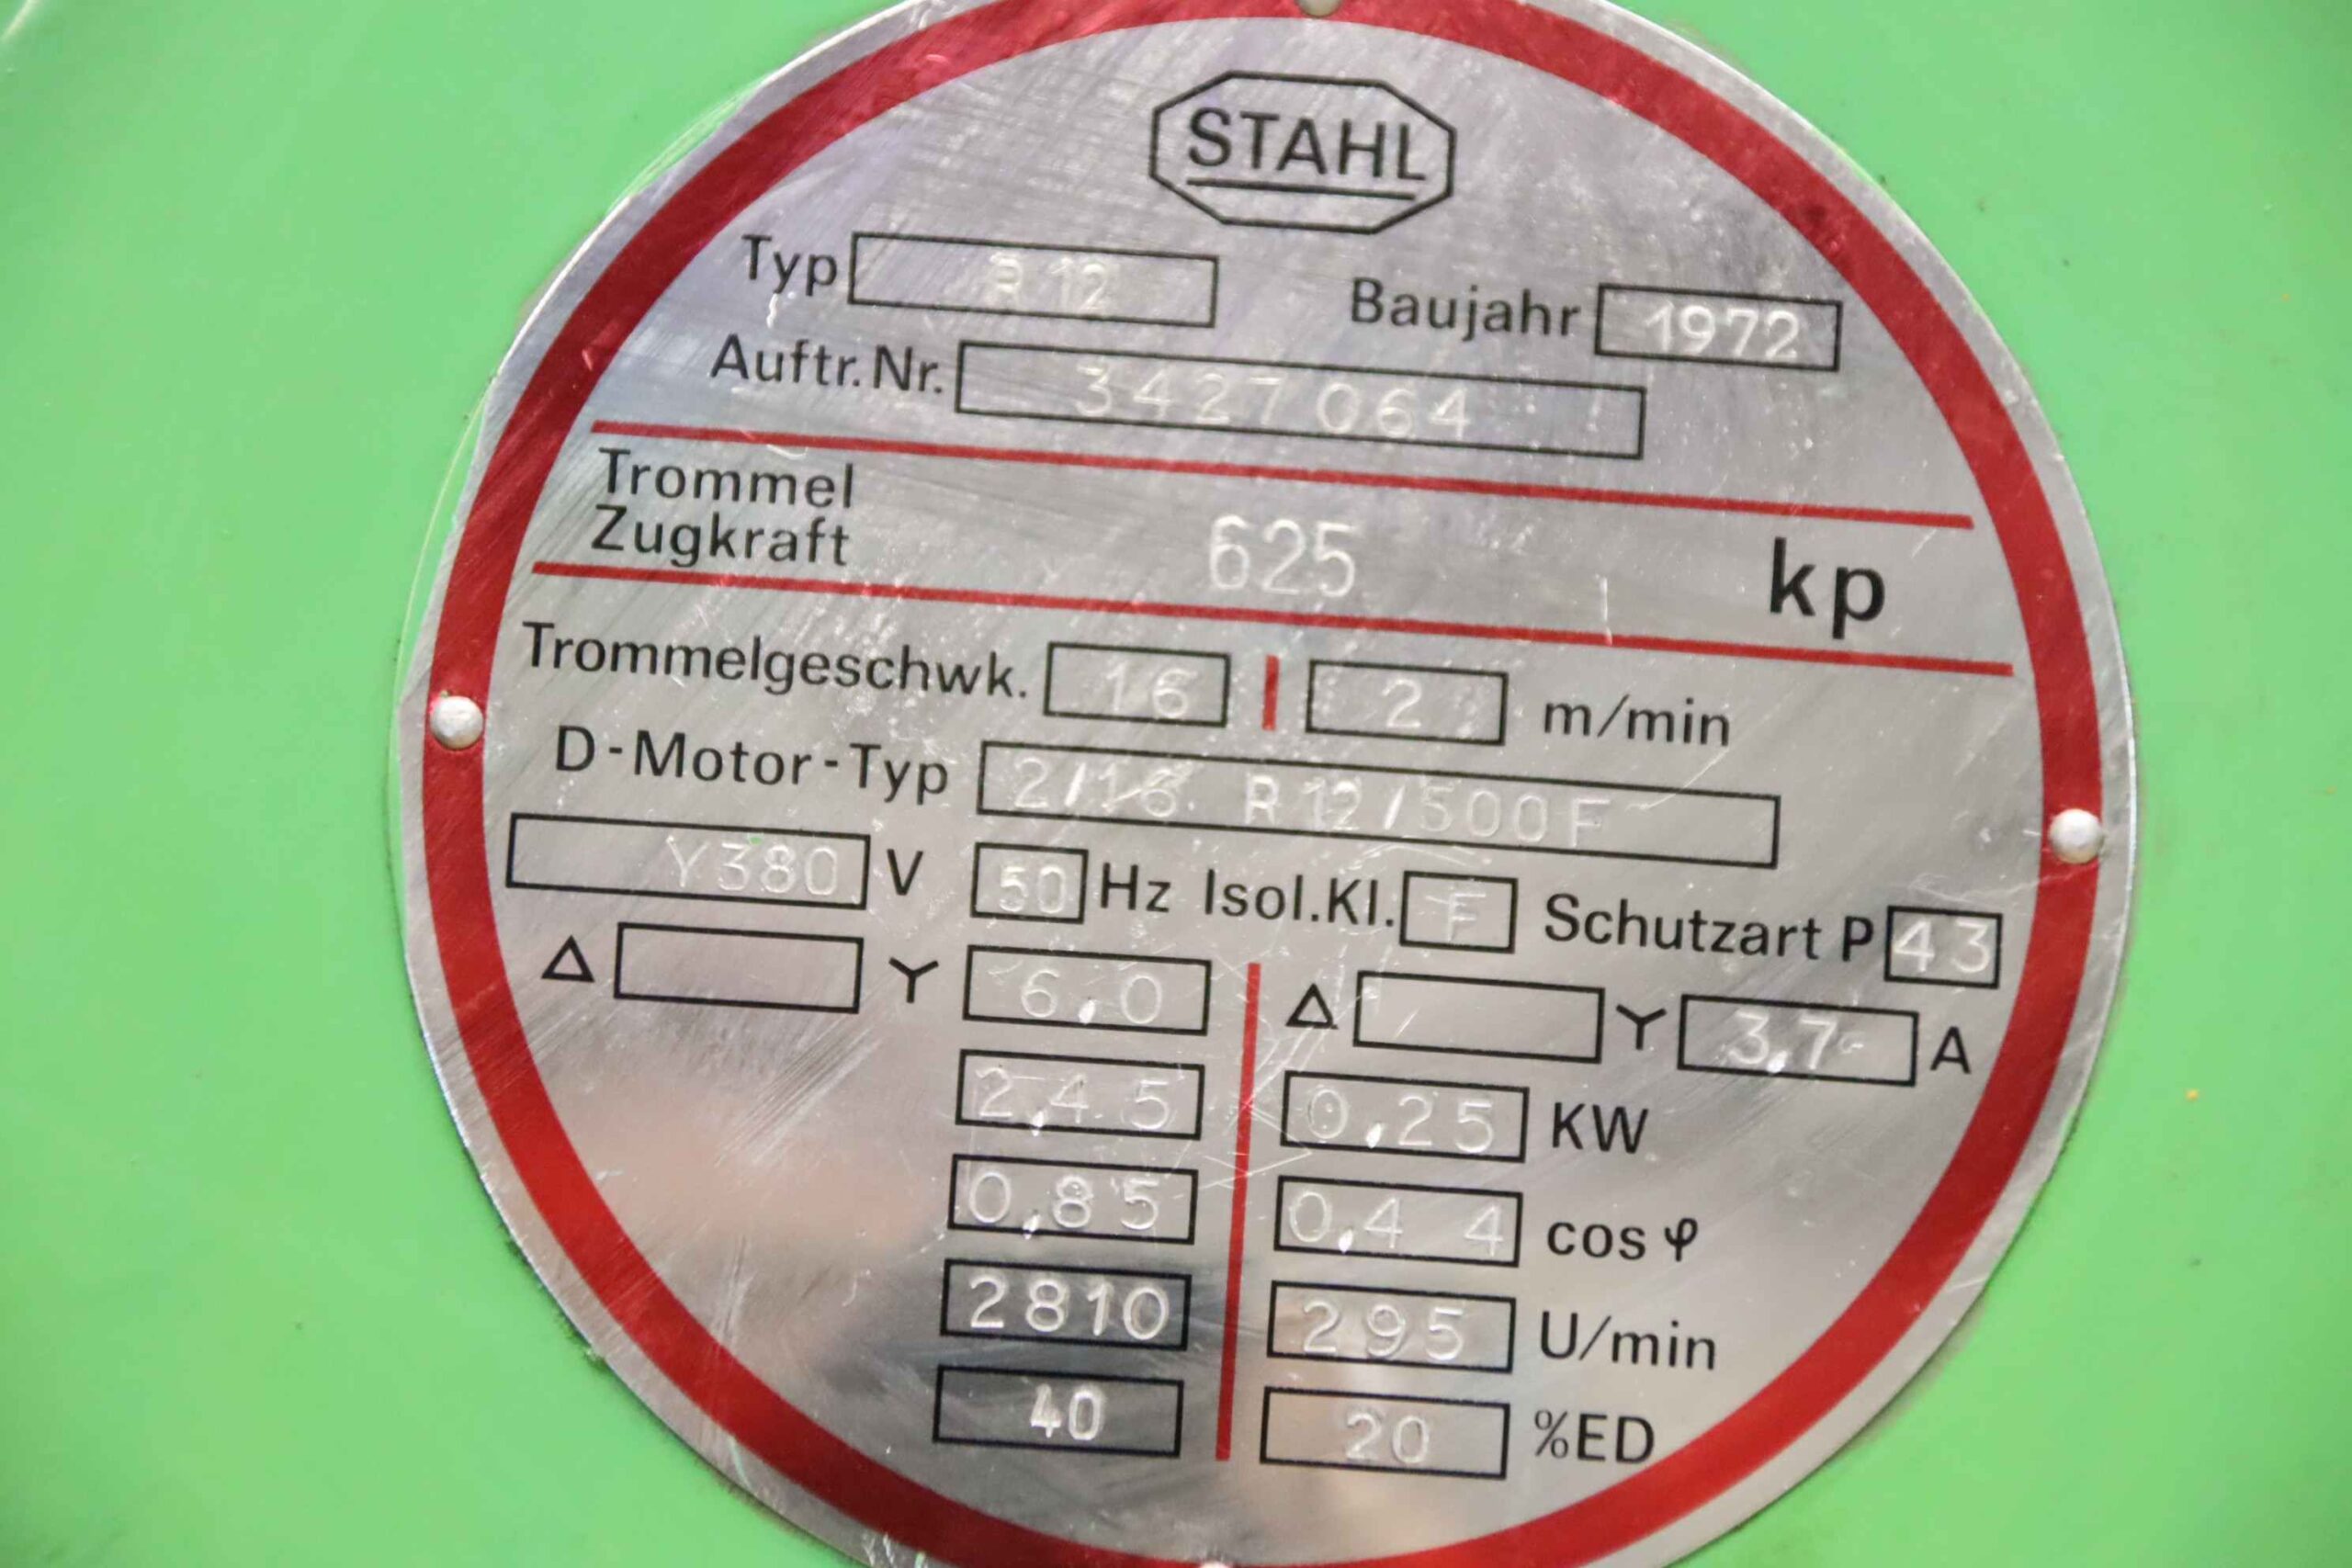 STAHL
Typ R 12 Baujahr 1972
Auftr.Nr. 3427064
Trommel
Zugkraft 625 kp
Trommelgeschwk. 16 | 2 m/min
D-Motor-Typ 2/16 R12/500F
Y380 V 50 Hz Isol.Kl. F Schutzart P 43
Δ Y 6,0 Δ Y 3,7 A
2,45 0,25 KW
0,85 0,44 cos φ
2810 295 U/min
40 20 %ED